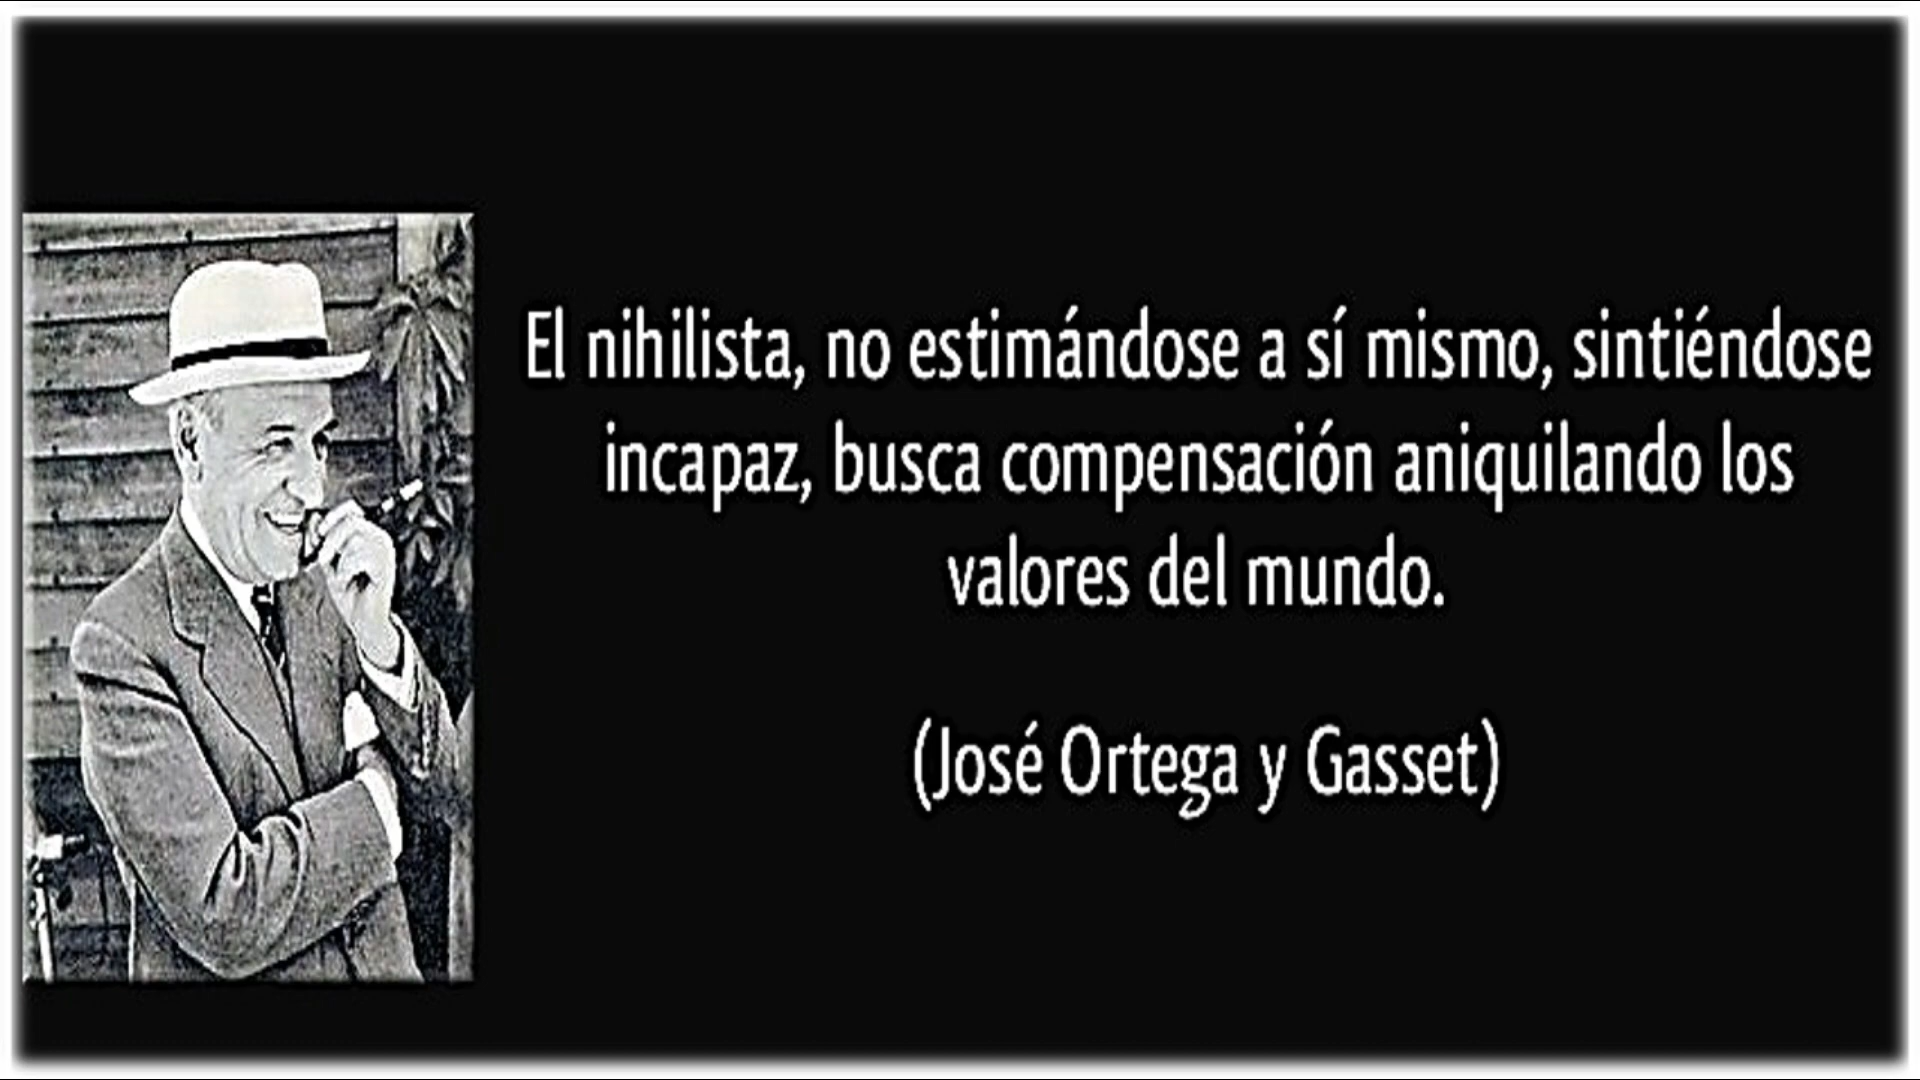 El nihilista, no estimándose a sí mismo, sintiéndose
incapaz, busca compensación aniquilando los
valores del mundo.
(José Ortega y Gasset)